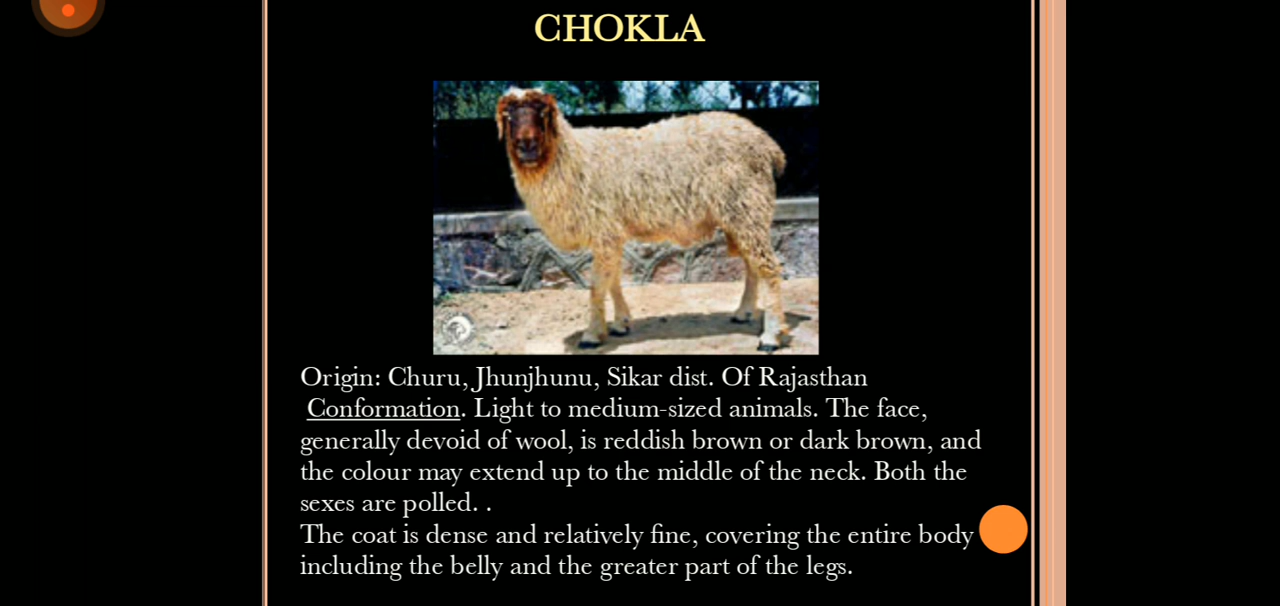 CHOKLA
Origin: Churu, Jhunjhunu, Sikar dist. Of Rajasthan
Conformation. Light to medium-sized animals. The face,
generally devoid of wool, is reddish brown or dark brown, and
the colour may extend up to the middle of the neck. Both the
sexes are polled. .
The coat is dense and relatively fine, covering the entire body
including the belly and the greater part of the legs.